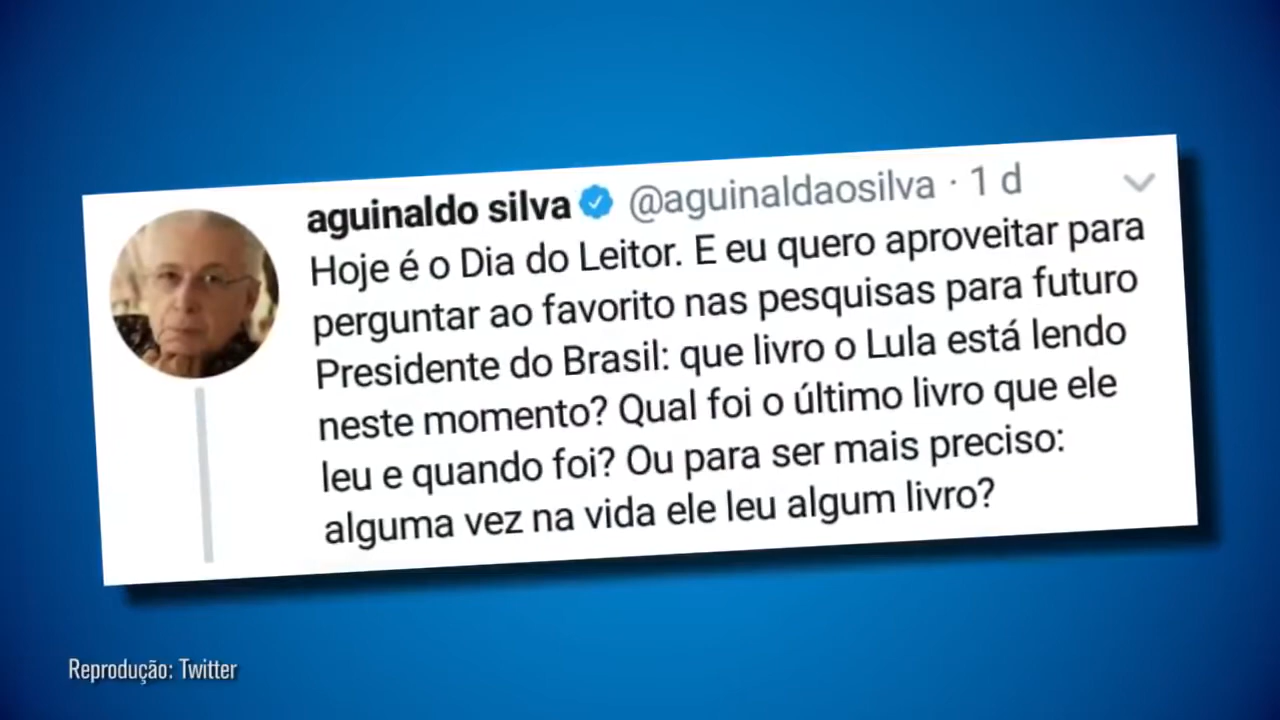 aguinaldo silva @aguinaldaosilva · 1 d
Hoje é o Dia do Leitor. E eu quero aproveitar para
perguntar ao favorito nas pesquisas para futuro
Presidente do Brasil: que livro o Lula está lendo
neste momento? Qual foi o último livro que ele
leu e quando foi? Ou para ser mais preciso:
alguma vez na vida ele leu algum livro?
Reprodução: Twitter